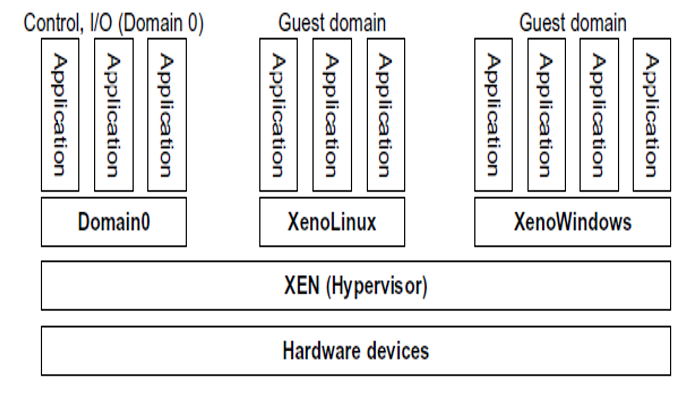 Control, I/O (Domain 0)
Guest domain
Guest domain
Application
Application
Application
Application
Application
Application
Application
Application
Application
Application
Domain0
XenoLinux
XenoWindows
XEN (Hypervisor)
Hardware devices